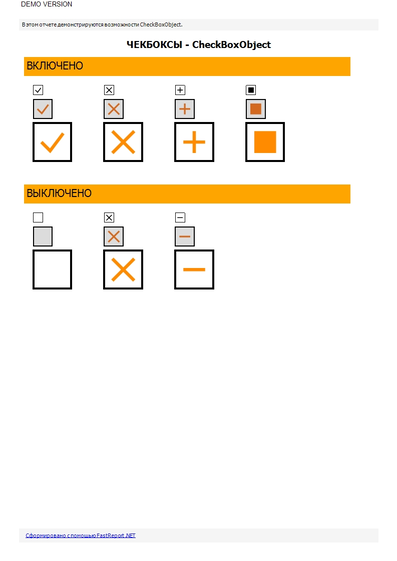 DEMO VERSION
В этом отчете демонстрируются возможности CheckBoxObject.
ЧЕКБОКСЫ - CheckBoxObject
ВКЛЮЧЕНО
ВЫКЛЮЧЕНО
Сформировано с помощью FastReport.NET